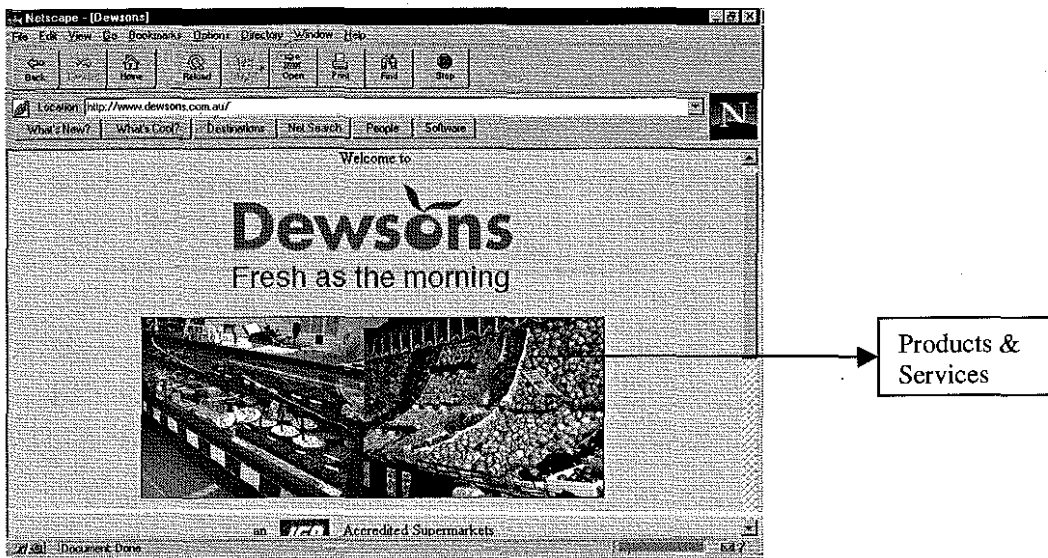 Netscape - [Dewsons]
File Edit View Go Bookmarks Options Directory Window Help
Back Home Reload Open Print Find Stop
Location: http://www.dewsons.com.au/
What's New? What's Cool? Destinations Net Search People Software
N
Welcome to
Dewsons
Fresh as the morning
Products &
Services
an IGA Accredited Supermarkets
Document: Done